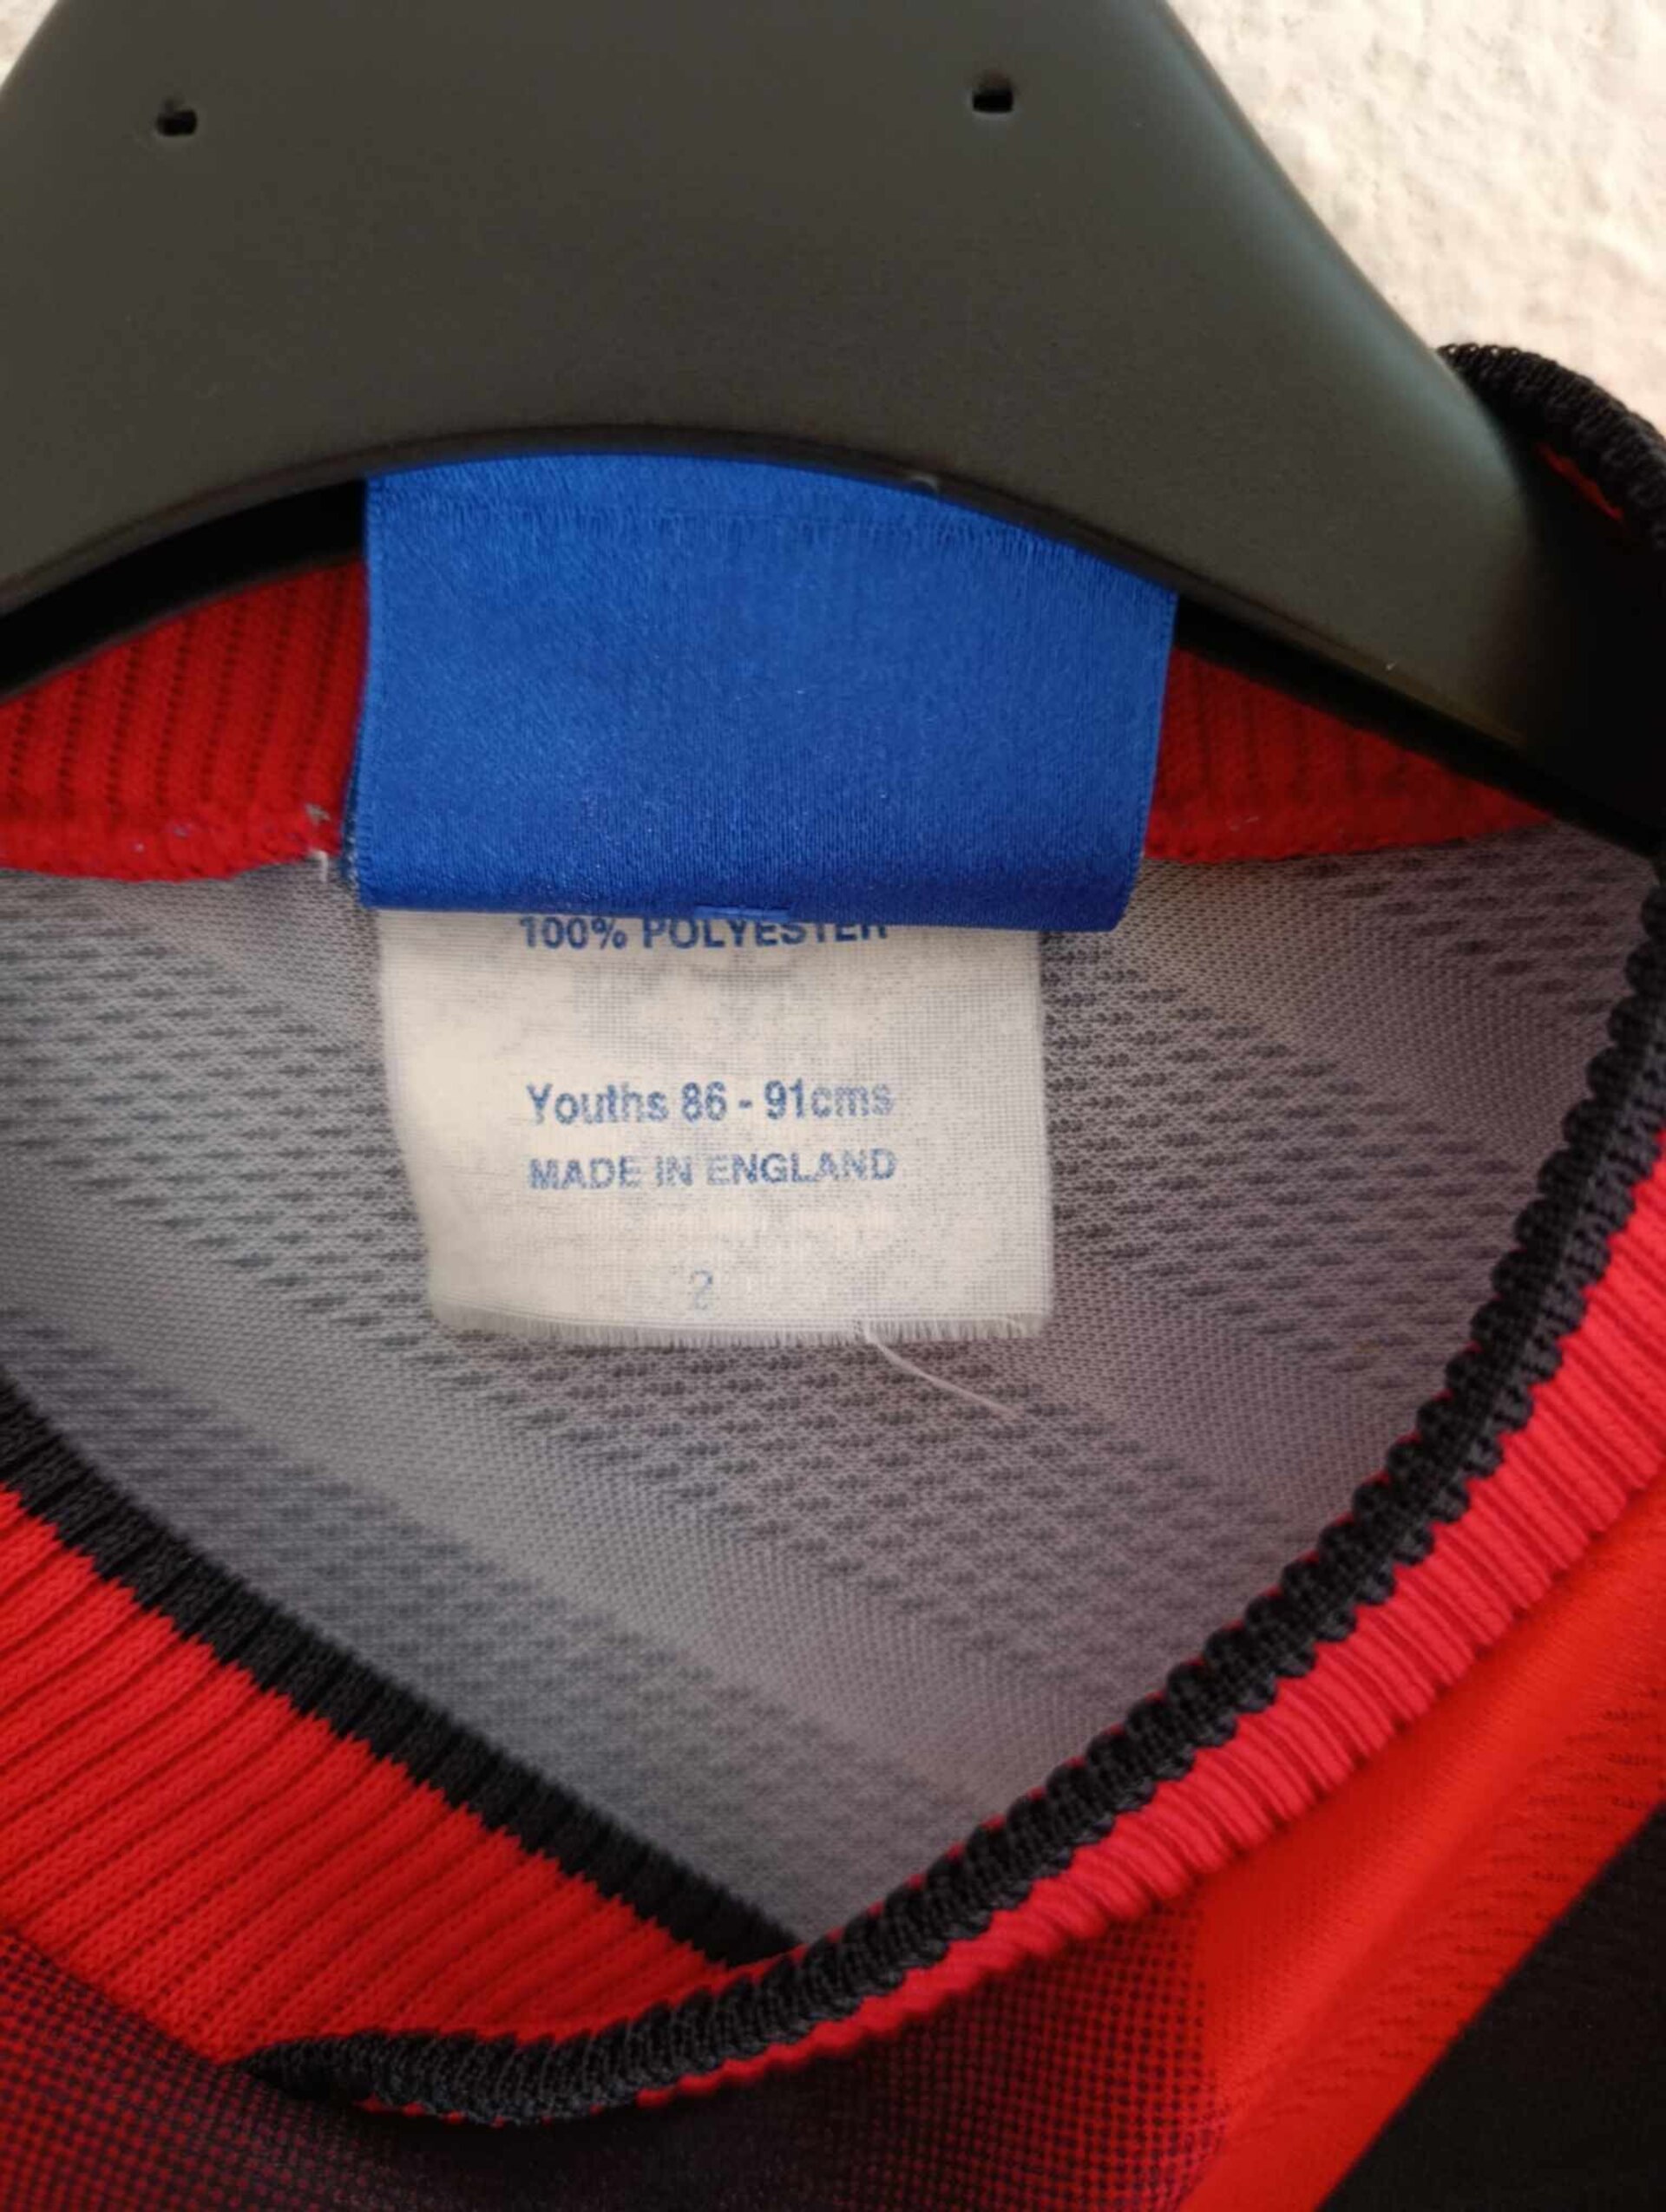 100% POLYESTER
Youths 86 - 91cms
MADE IN ENGLAND
2